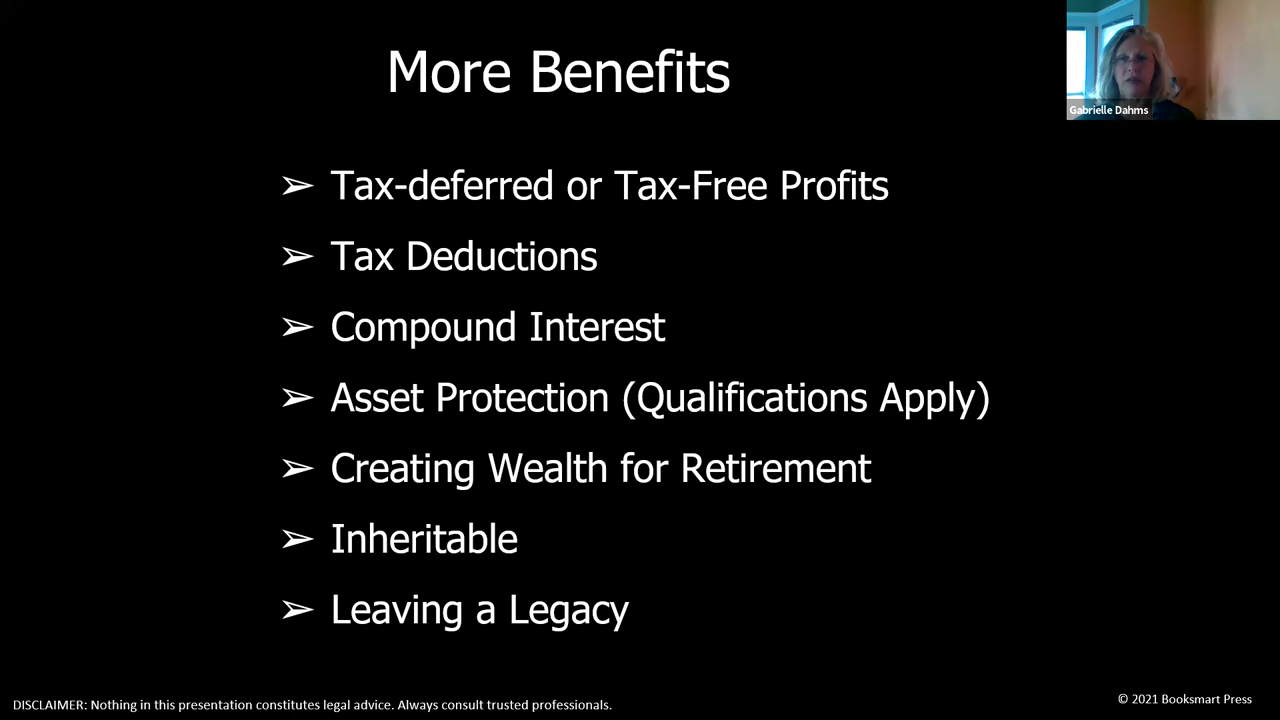 More Benefits
Gabrielle Dahms
➢ Tax-deferred or Tax-Free Profits
➢ Tax Deductions
➢ Compound Interest
➢ Asset Protection (Qualifications Apply)
➢ Creating Wealth for Retirement
➢ Inheritable
➢ Leaving a Legacy
DISCLAIMER: Nothing in this presentation constitutes legal advice. Always consult trusted professionals.
© 2021 Booksmart Press